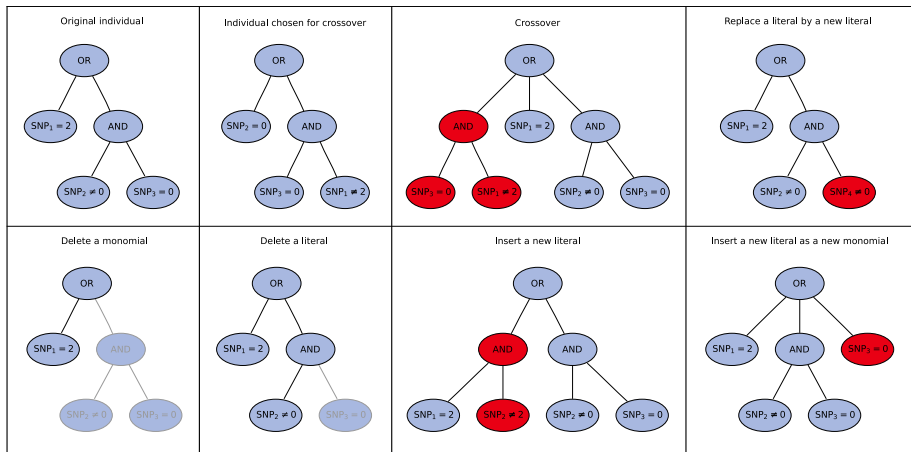 Original individual
OR
SNP₁ = 2
AND
SNP₂ ≠ 0
SNP₃ = 0
Individual chosen for crossover
OR
SNP₂ = 0
AND
SNP₃ = 0
SNP₁ ≠ 2
Crossover
OR
AND
SNP₁ = 2
AND
SNP₃ = 0
SNP₁ ≠ 2
SNP₂ ≠ 0
SNP₃ = 0
Replace a literal by a new literal
OR
SNP₁ = 2
AND
SNP₂ ≠ 0
SNP₄ ≠ 0
Delete a monomial
OR
SNP₁ = 2
AND
SNP₂ ≠ 0
SNP₃ = 0
Delete a literal
OR
SNP₁ = 2
AND
SNP₂ ≠ 0
SNP₃ = 0
Insert a new literal
OR
AND
AND
SNP₁ = 2
SNP₂ ≠ 2
SNP₂ ≠ 0
SNP₃ = 0
Insert a new literal as a new monomial
OR
SNP₁ = 2
AND
SNP₃ = 0
SNP₂ ≠ 0
SNP₃ = 0